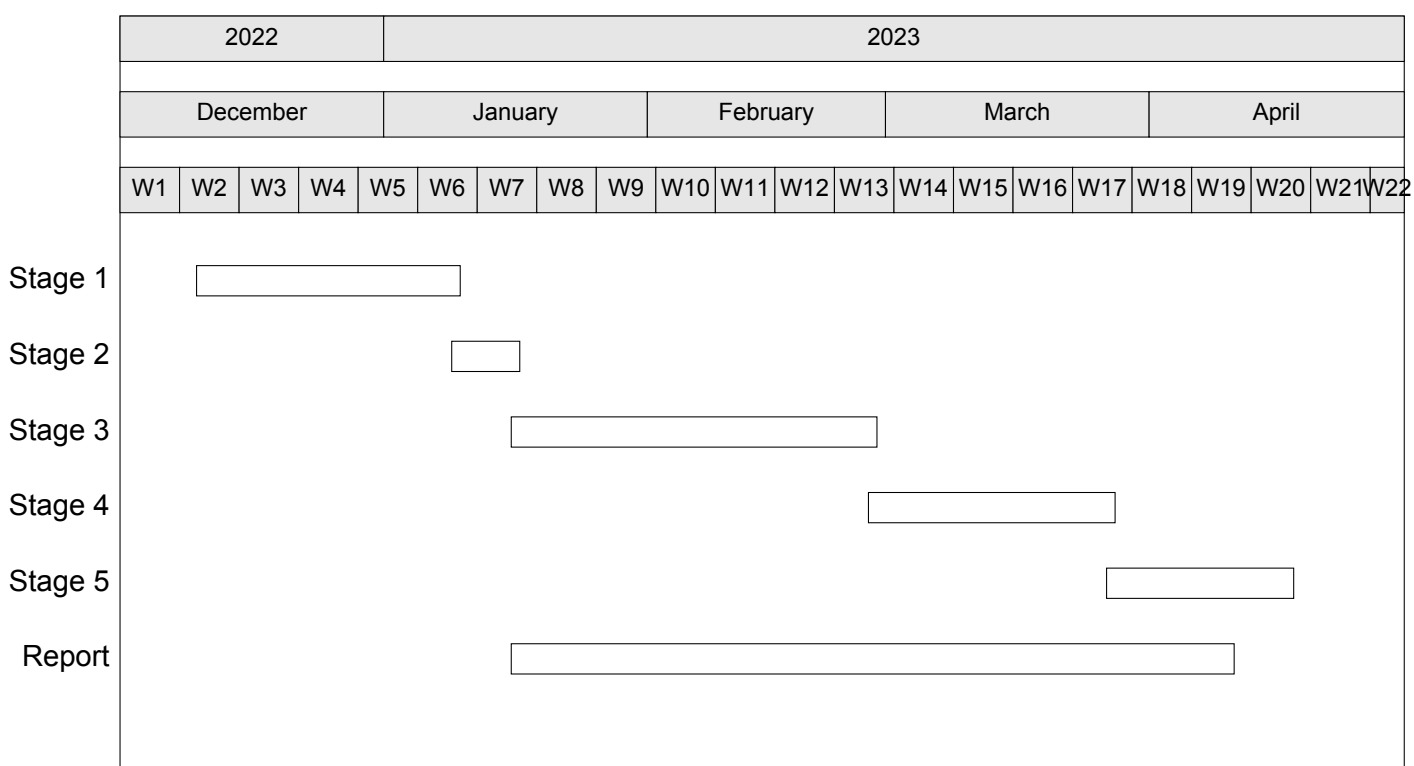 2022 2023
December January February March April
W1 W2 W3 W4 W5 W6 W7 W8 W9 W10 W11 W12 W13 W14 W15 W16 W17 W18 W19 W20 W21 W22
Stage 1
Stage 2
Stage 3
Stage 4
Stage 5
Report